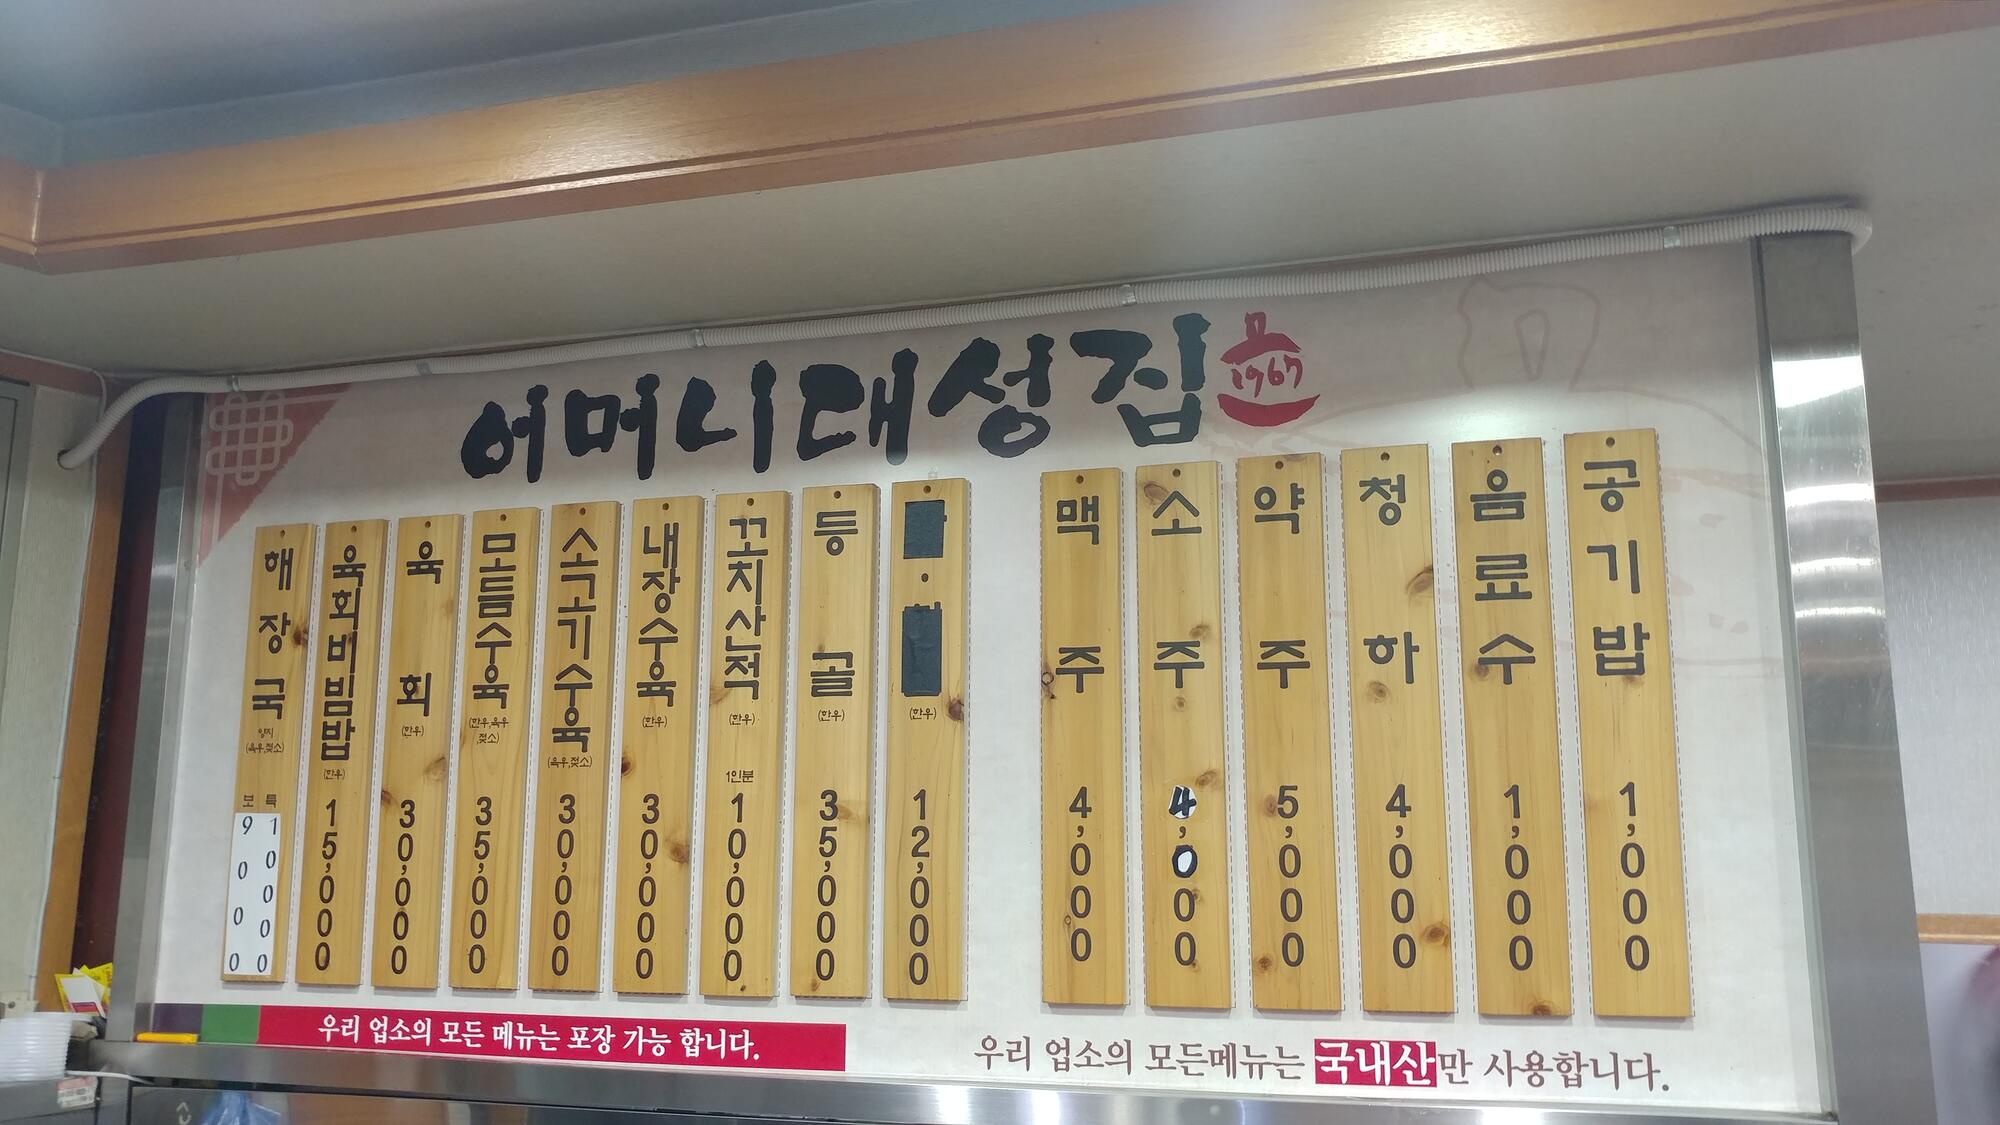 어머니대성집
1967
해장국
양지
(육우,젖소)
보 특
9000 10000
육회비빔밥
(한우)
15,000
육회
(한우)
30,000
모듬수육
(한우,육우
,젖소)
35,000
소고기수육
(육우,젖소)
30,000
내장수육
(한우)
30,000
꼬치산적
(한우)
1인분
10,000
등골
(한우)
35,000
(한우)
12,000
맥주
4,000
소주
4,000
약주
5,000
청하
4,000
음료수
1,000
공기밥
1,000
우리 업소의 모든 메뉴는 포장 가능 합니다.
우리 업소의 모든메뉴는 국내산만 사용합니다.